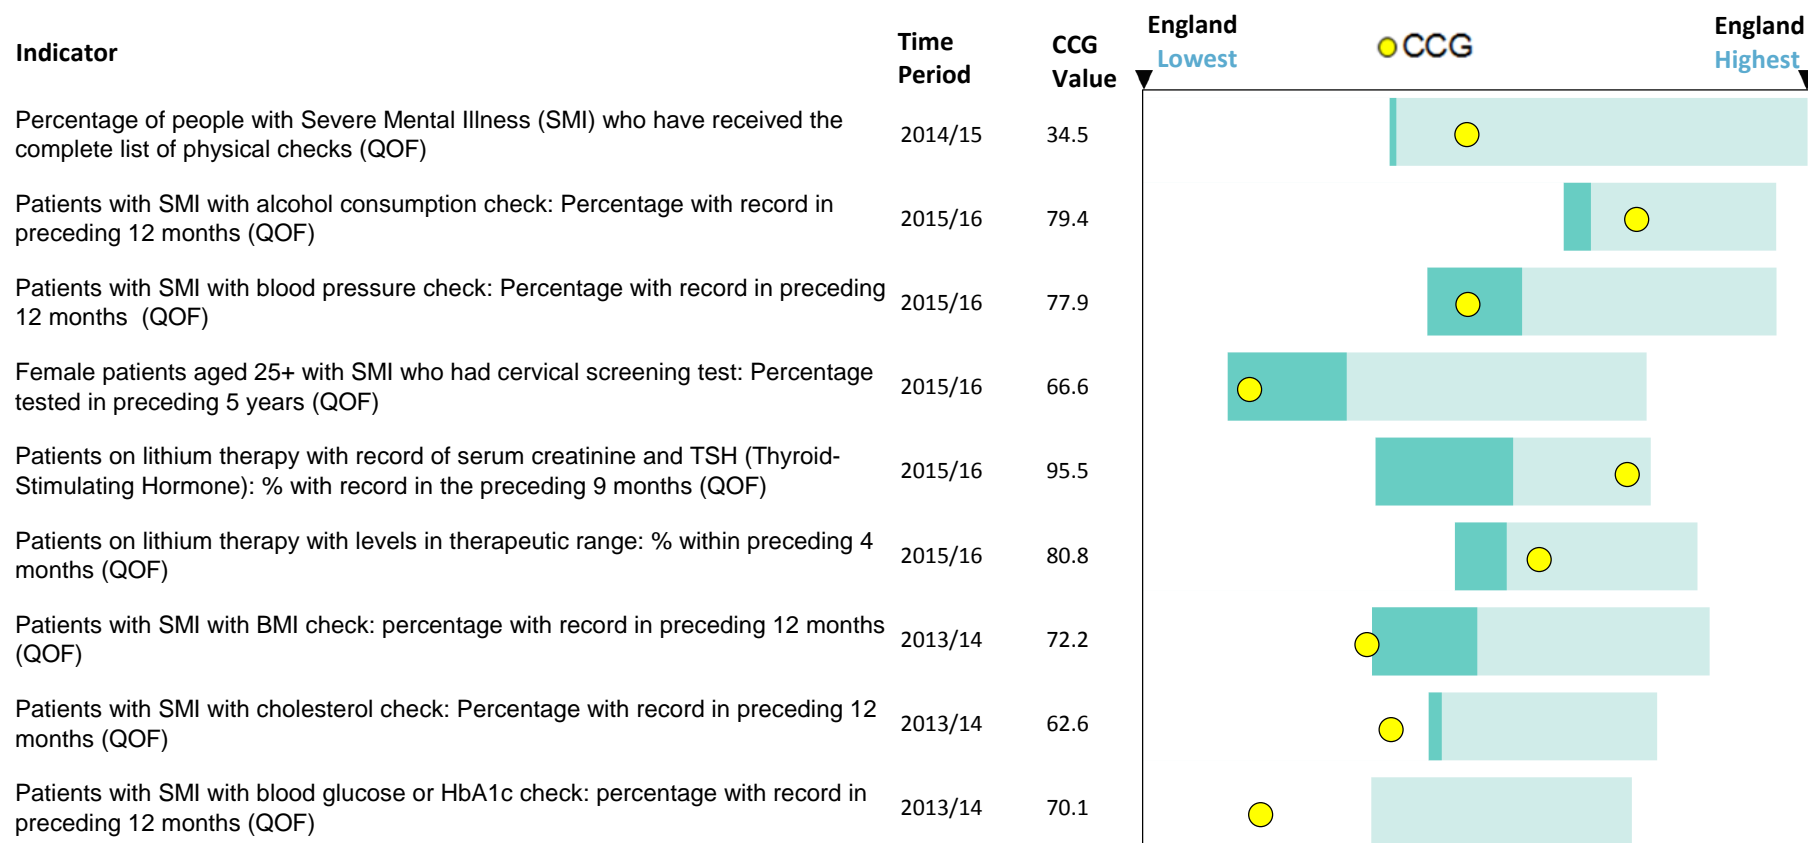 Indicator
Time Period
CCG Value
England Lowest
CCG
England Highest
Percentage of people with Severe Mental Illness (SMI) who have received the
complete list of physical checks (QOF)
2014/15
34.5
Patients with SMI with alcohol consumption check: Percentage with record in
preceding 12 months (QOF)
2015/16
79.4
Patients with SMI with blood pressure check: Percentage with record in preceding
12 months  (QOF)
2015/16
77.9
Female patients aged 25+ with SMI who had cervical screening test: Percentage
tested in preceding 5 years (QOF)
2015/16
66.6
Patients on lithium therapy with record of serum creatinine and TSH (Thyroid-
Stimulating Hormone): % with record in the preceding 9 months (QOF)
2015/16
95.5
Patients on lithium therapy with levels in therapeutic range: % within preceding 4
months (QOF)
2015/16
80.8
Patients with SMI with BMI check: percentage with record in preceding 12 months
(QOF)
2013/14
72.2
Patients with SMI with cholesterol check: Percentage with record in preceding 12
months (QOF)
2013/14
62.6
Patients with SMI with blood glucose or HbA1c check: percentage with record in
preceding 12 months (QOF)
2013/14
70.1